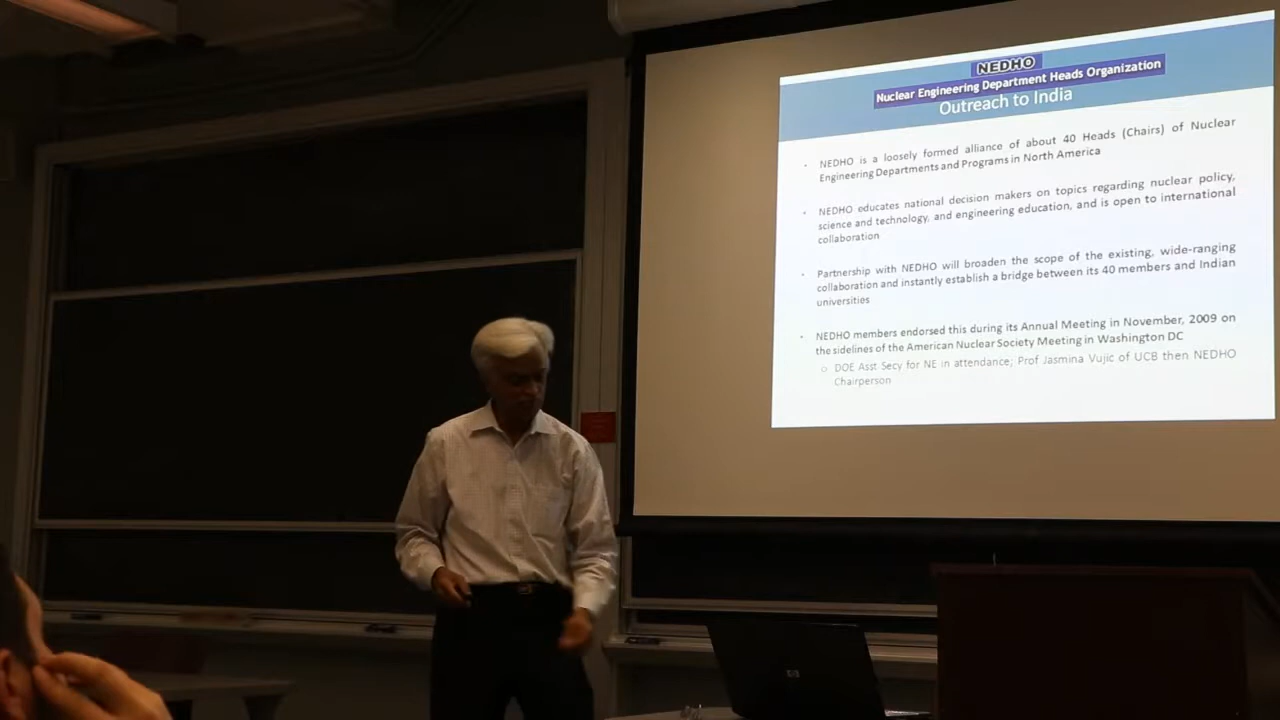 NEDHO
Nuclear Engineering Department Heads Organization
Outreach to India
NEDHO is a loosely formed alliance of about 40 Heads (Chairs) of Nuclear
Engineering Departments and Programs in North America
NEDHO educates national decision makers on topics regarding nuclear policy,
science and technology, and engineering education, and is open to international
collaboration
Partnership with NEDHO will broaden the scope of the existing, wide-ranging
collaboration and instantly establish a bridge between its 40 members and Indian
universities
NEDHO members endorsed this during its Annual Meeting in November, 2009 on
the sidelines of the American Nuclear Society Meeting in Washington DC
DOE Asst Secy for NE in attendance; Prof Jasmina Vujic of UCB then NEDHO
Chairperson
hp